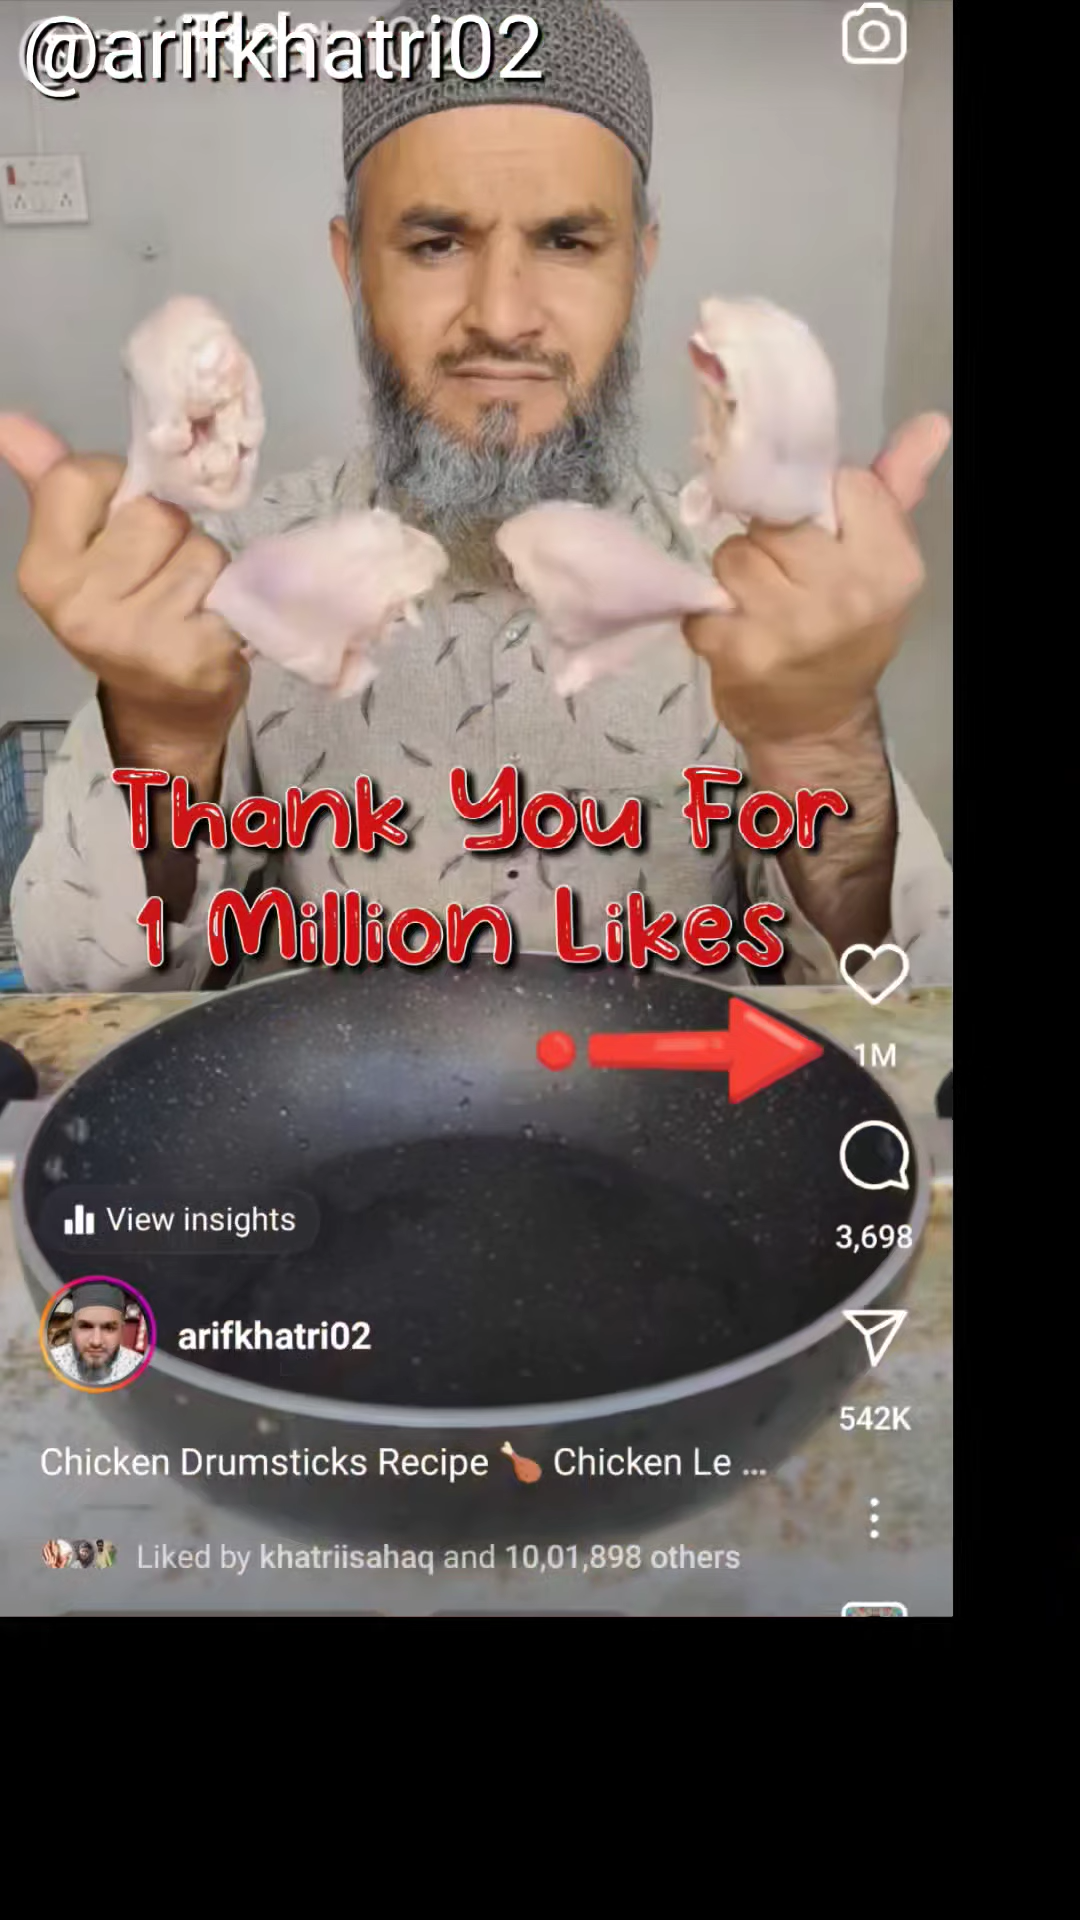 @arifkhatri02
Thank You For
1 Million Likes
1M
View insights
3,698
arifkhatri02
542K
Chicken Drumsticks Recipe 🍗 Chicken Le ...
Liked by khatriisahaq and 10,01,898 others